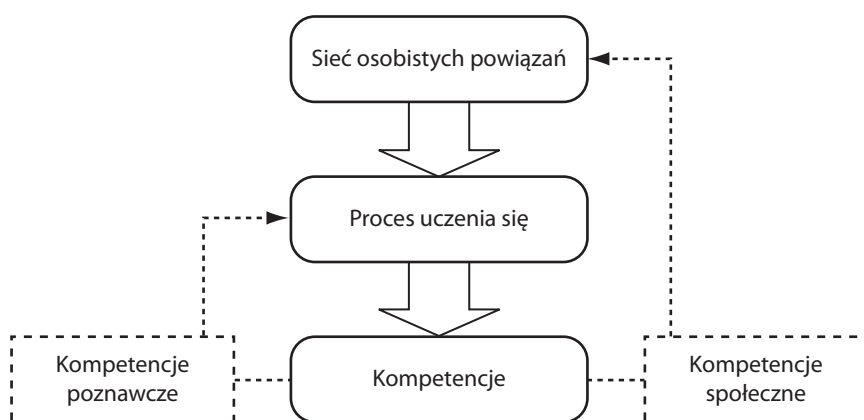 Sieć osobistych powiązań
Proces uczenia się
Kompetencje
poznawcze
Kompetencje
Kompetencje
społeczne